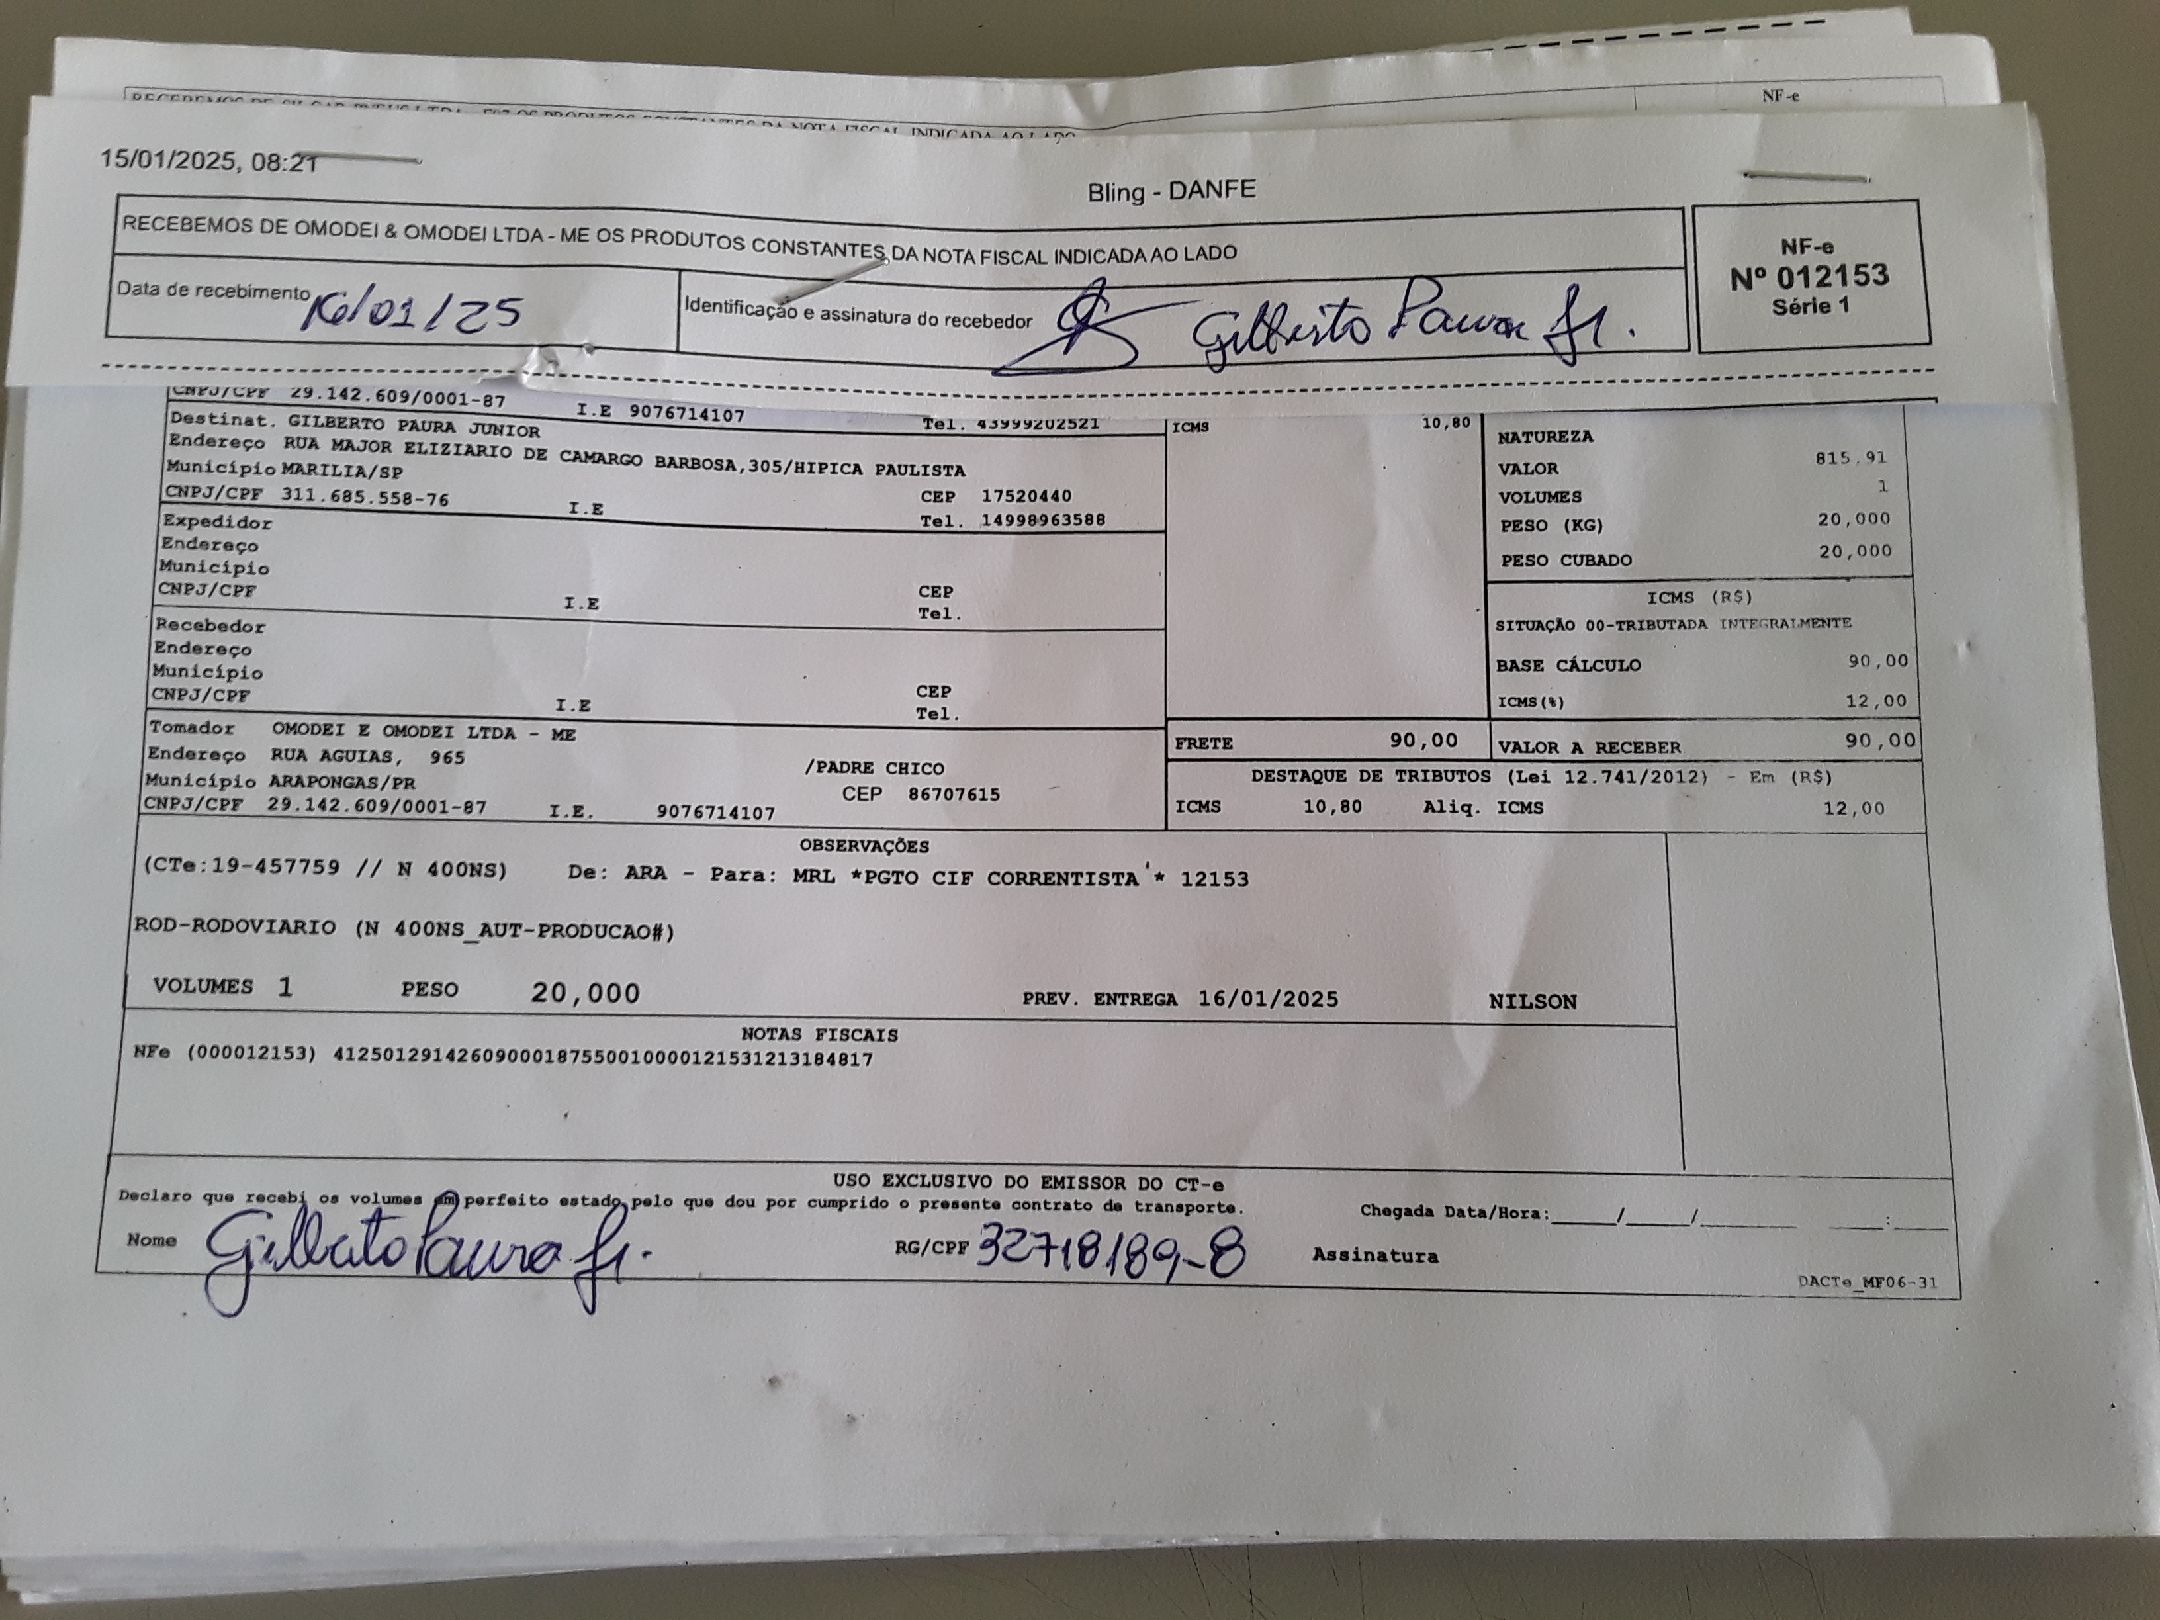 NF-e
RECEBEMOS DE
15/01/2025, 08:21
Bling - DANFE
RECEBEMOS DE OMODEI & OMODEI LTDA - ME OS PRODUTOS CONSTANTES DA NOTA FISCAL INDICADA AO LADO
NF-e
Nº 012153
Série 1
Data de recebimento 16/01/25
Identificação e assinatura do recebedor Gilberto Paura Jr.
CNPJ/CPF 29.142.609/0001-87 I.E 9076714107 Tel. 43999202521
Destinat. GILBERTO PAURA JUNIOR
Endereço RUA MAJOR ELIZIARIO DE CAMARGO BARBOSA,305/HIPICA PAULISTA
Município MARILIA/SP CEP 17520440
CNPJ/CPF 311.685.558-76 I.E Tel. 14998963588
Expedidor
Endereço
Município CEP
CNPJ/CPF I.E Tel.
Recebedor
Endereço
Município CEP
CNPJ/CPF I.E Tel.
Tomador OMODEI E OMODEI LTDA - ME
Endereço RUA AGUIAS, 965 /PADRE CHICO
Município ARAPONGAS/PR CEP 86707615
CNPJ/CPF 29.142.609/0001-87 I.E. 9076714107
ICMS 10,80
FRETE 90,00
NATUREZA
VALOR 815.91
VOLUMES 1
PESO (KG) 20,000
PESO CUBADO 20,000
ICMS (R$)
SITUAÇÃO 00-TRIBUTADA INTEGRALMENTE
BASE CÁLCULO 90,00
ICMS(%) 12,00
VALOR A RECEBER 90,00
DESTAQUE DE TRIBUTOS (Lei 12.741/2012) - Em (R$)
ICMS 10,80 Aliq. ICMS 12,00
OBSERVAÇÕES
(CTe:19-457759 // N 400NS) De: ARA - Para: MRL *PGTO CIF CORRENTISTA * 12153
ROD-RODOVIARIO (N 400NS_AUT-PRODUCAO#)
VOLUMES 1 PESO 20,000 PREV. ENTREGA 16/01/2025 NILSON
NOTAS FISCAIS
NFe (000012153) 41250129142609000187550010000121531213184817
USO EXCLUSIVO DO EMISSOR DO CT-e
Declaro que recebi os volumes em perfeito estado pelo que dou por cumprido o presente contrato de transporte.
Chegada Data/Hora:_____/_____/________ ____:____
Nome Gilberto Paura Jr. RG/CPF 32718189-8 Assinatura
DACTe_MF06-31